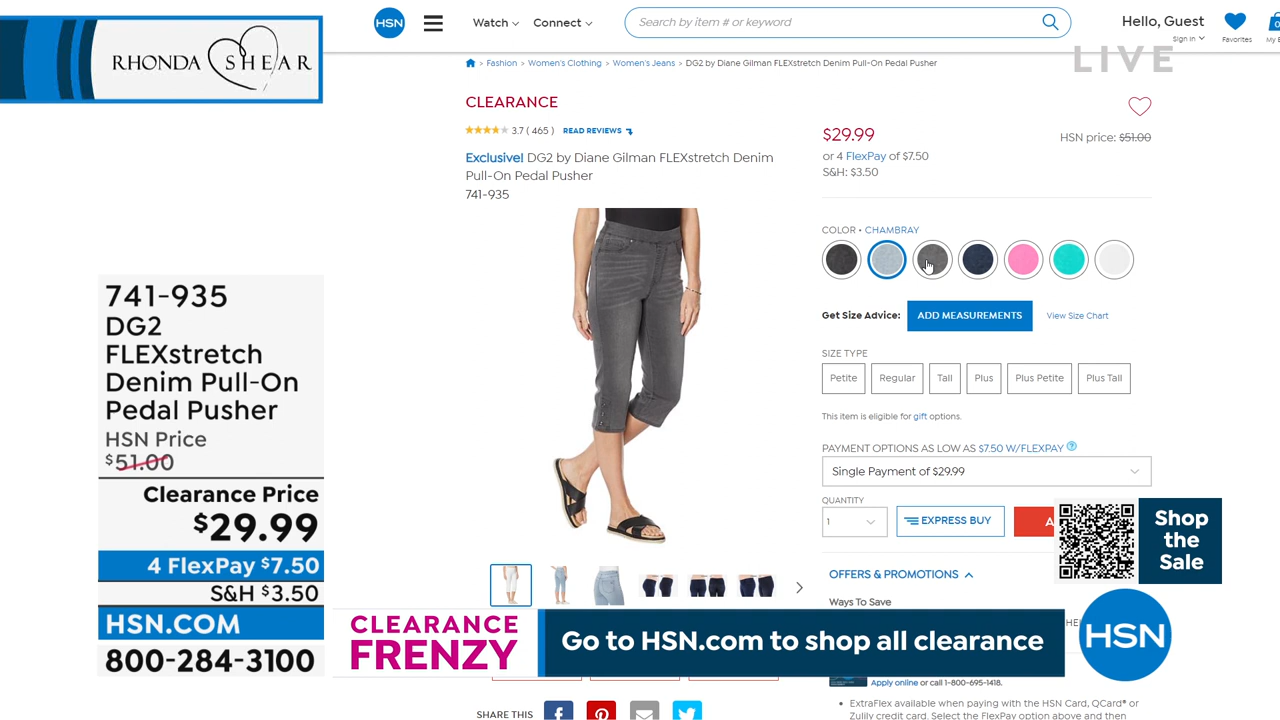 RHONDA SHEAR
HSN
Watch
Connect
Search by item # or keyword
Hello, Guest
Sign In
Favorites
0
LIVE
Fashion > Women's Clothing > Women's Jeans > DG2 by Diane Gilman FLEXstretch Denim Pull-On Pedal Pusher
CLEARANCE
3.7 ( 465 ) READ REVIEWS
Exclusive! DG2 by Diane Gilman FLEXstretch Denim
Pull-On Pedal Pusher
741-935
$29.99
HSN price: $51.00
or 4 FlexPay of $7.50
S&H: $3.50
COLOR • CHAMBRAY
Get Size Advice: ADD MEASUREMENTS View Size Chart
SIZE TYPE
Petite
Regular
Tall
Plus
Plus Petite
Plus Tall
This item is eligible for gift options.
PAYMENT OPTIONS AS LOW AS $7.50 W/FLEXPAY ?
Single Payment of $29.99
QUANTITY
1
EXPRESS BUY
OFFERS & PROMOTIONS
Ways To Save
Apply online or call 1-800-695-1418.
ExtraFlex available when paying with the HSN Card, QCard® or
Zulily credit card. Select the FlexPay option above and then
SHARE THIS
741-935
DG2
FLEXstretch
Denim Pull-On
Pedal Pusher
HSN Price
$51.00
Clearance Price
$29.99
4 FlexPay $7.50
S&H $3.50
HSN.COM
800-284-3100
Shop
the
Sale
CLEARANCE
FRENZY
Go to HSN.com to shop all clearance
HSN